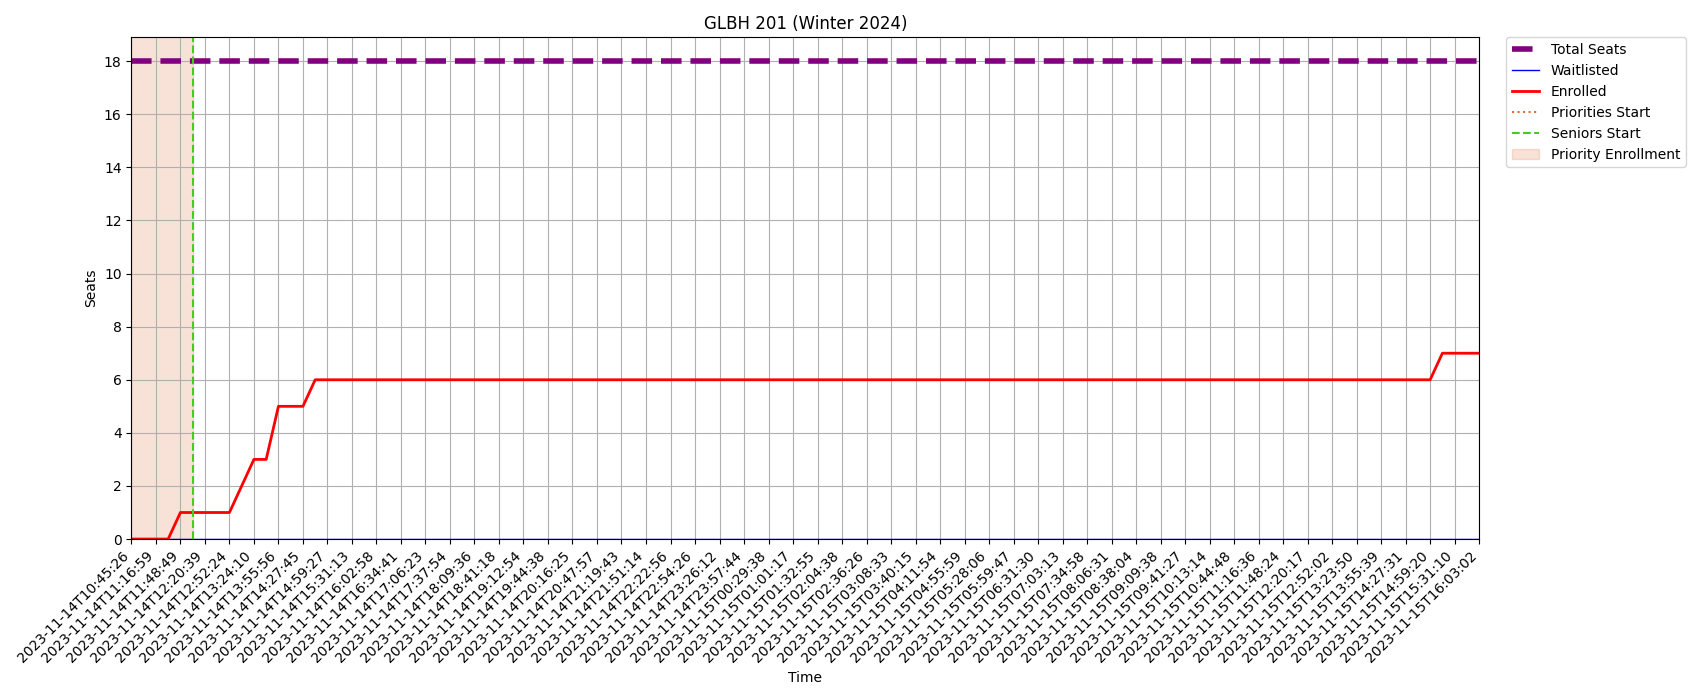 GLBH 201 (Winter 2024)
Total Seats
Waitlisted
Enrolled
Priorities Start
Seniors Start
Priority Enrollment
Seats
18
16
14
12
10
8
6
4
2
0
2023-11-14T10:45:26
2023-11-14T11:16:59
2023-11-14T11:48:49
2023-11-14T12:20:39
2023-11-14T12:52:24
2023-11-14T13:24:10
2023-11-14T13:55:56
2023-11-14T14:27:45
2023-11-14T14:59:27
2023-11-14T15:31:13
2023-11-14T16:02:58
2023-11-14T16:34:41
2023-11-14T17:06:23
2023-11-14T17:37:54
2023-11-14T18:09:36
2023-11-14T18:41:18
2023-11-14T19:12:54
2023-11-14T19:44:38
2023-11-14T20:16:25
2023-11-14T20:47:57
2023-11-14T21:19:43
2023-11-14T21:51:14
2023-11-14T22:22:56
2023-11-14T22:54:26
2023-11-14T23:26:12
2023-11-14T23:57:44
2023-11-15T00:29:38
2023-11-15T01:01:17
2023-11-15T01:32:55
2023-11-15T02:04:38
2023-11-15T02:36:26
2023-11-15T03:08:33
2023-11-15T03:40:15
2023-11-15T04:11:54
2023-11-15T04:55:59
2023-11-15T05:28:06
2023-11-15T05:59:47
2023-11-15T06:31:30
2023-11-15T07:03:13
2023-11-15T07:34:58
2023-11-15T08:06:31
2023-11-15T08:38:04
2023-11-15T09:09:38
2023-11-15T09:41:27
2023-11-15T10:13:14
2023-11-15T10:44:48
2023-11-15T11:16:36
2023-11-15T11:48:24
2023-11-15T12:20:17
2023-11-15T12:52:02
2023-11-15T13:23:50
2023-11-15T13:55:39
2023-11-15T14:27:31
2023-11-15T14:59:20
2023-11-15T15:31:10
2023-11-15T16:03:02
Time